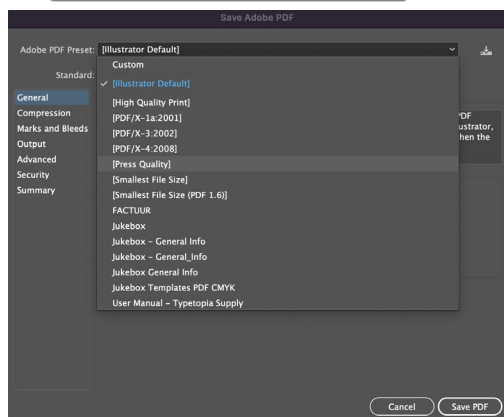 Save Adobe PDF
Adobe PDF Preset: [Illustrator Default]
Standard:
Custom
✓ [Illustrator Default]
[High Quality Print]
[PDF/X-1a:2001]
[PDF/X-3:2002]
[PDF/X-4:2008]
[Press Quality]
[Smallest File Size]
[Smallest File Size (PDF 1.6)]
FACTUUR
Jukebox
Jukebox - General Info
Jukebox - General_Info
Jukebox General Info
Jukebox Templates PDF CMYK
User Manual - Typetopia Supply
General
Compression
Marks and Bleeds
Output
Advanced
Security
Summary
PDF
ustrator,
hen the
Cancel
Save PDF